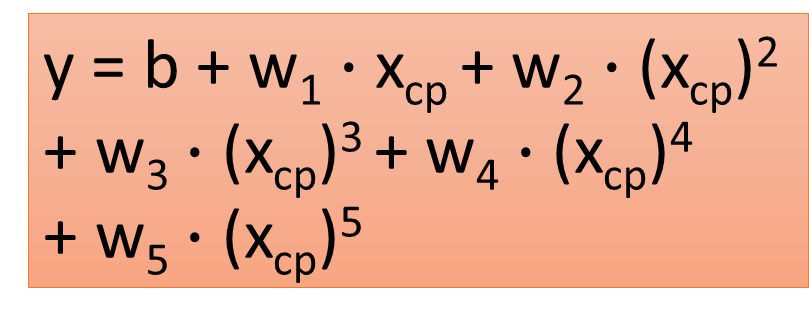 y = b + w₁ · x_cp + w₂ · (x_cp)²
+ w₃ · (x_cp)³ + w₄ · (x_cp)⁴
+ w₅ · (x_cp)⁵